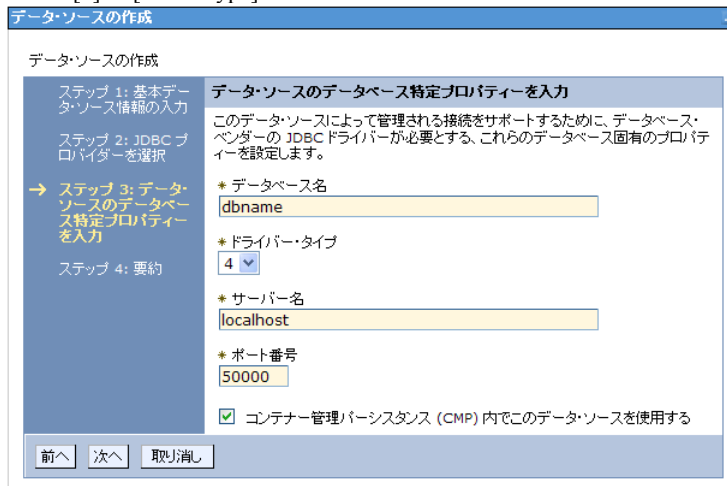 データ・ソースの作成
データ・ソースの作成
ステップ 1: 基本デー
タ・ソース情報の入力
ステップ 2: JDBC プ
ロバイダーを選択
→ ステップ 3: データ・
ソースのデータベー
ス特定プロパティー
を入力
ステップ 4: 要約
データ・ソースのデータベース特定プロパティーを入力
このデータ・ソースによって管理される接続をサポートするために、データベース・
ベンダーの JDBC ドライバーが必要とする、これらのデータベース固有のプロパテ
ィーを設定します。
* データベース名
dbname
* ドライバー・タイプ
4
* サーバー名
localhost
* ポート番号
50000
コンテナー管理パーシスタンス (CMP) 内でこのデータ・ソースを使用する
前へ 次へ 取り消し